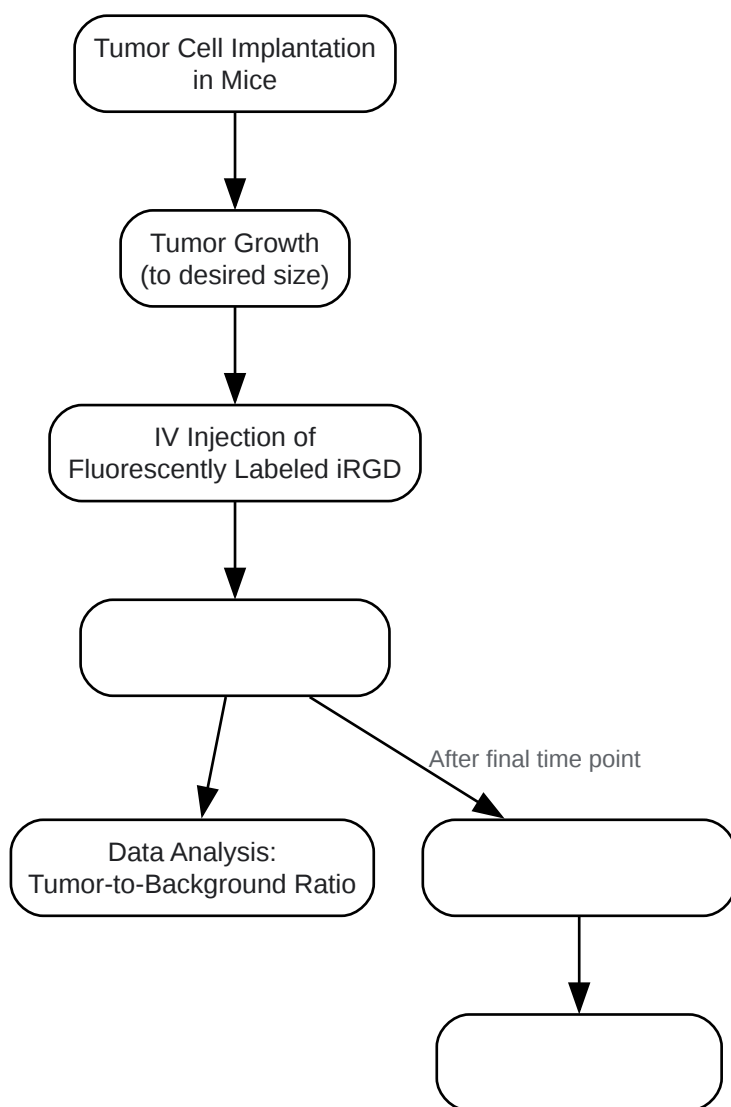 Tumor Cell Implantation
in Mice
Tumor Growth
(to desired size)
IV Injection of
Fluorescently Labeled iRGD
After final time point
Data Analysis:
Tumor-to-Background Ratio